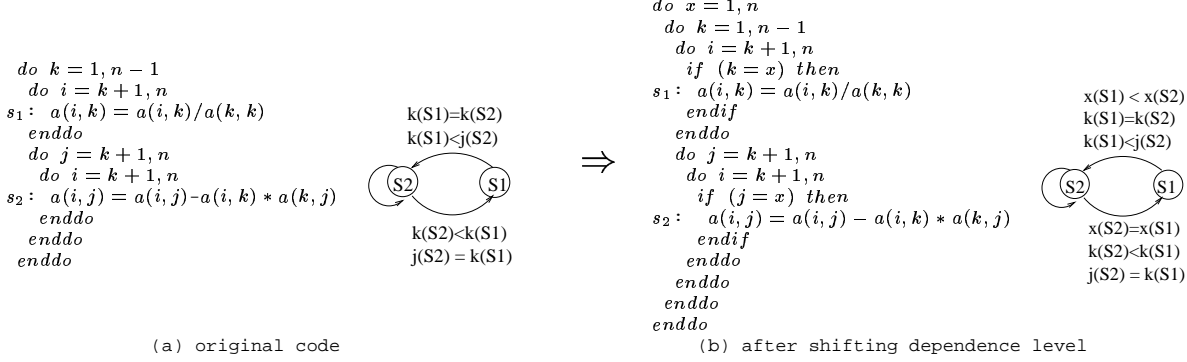 do k = 1, n − 1
do i = k + 1, n
s₁ : a(i, k) = a(i, k)/a(k, k)
enddo
do j = k + 1, n
do i = k + 1, n
s₂ : a(i, j) = a(i, j)−a(i, k) ∗ a(k, j)
enddo
enddo
enddo
k(S1)=k(S2)
k(S1)<j(S2)
S2
S1
k(S2)<k(S1)
j(S2) = k(S1)
(a) original code
⇒
do x = 1, n
do k = 1, n − 1
do i = k + 1, n
if (k = x) then
s₁ : a(i, k) = a(i, k)/a(k, k)
endif
enddo
do j = k + 1, n
do i = k + 1, n
if (j = x) then
s₂ : a(i, j) = a(i, j) − a(i, k) ∗ a(k, j)
endif
enddo
enddo
enddo
enddo
x(S1) < x(S2)
k(S1)=k(S2)
k(S1)<j(S2)
S2
S1
x(S2)=x(S1)
k(S2)<k(S1)
j(S2) = k(S1)
(b) after shifting dependence level